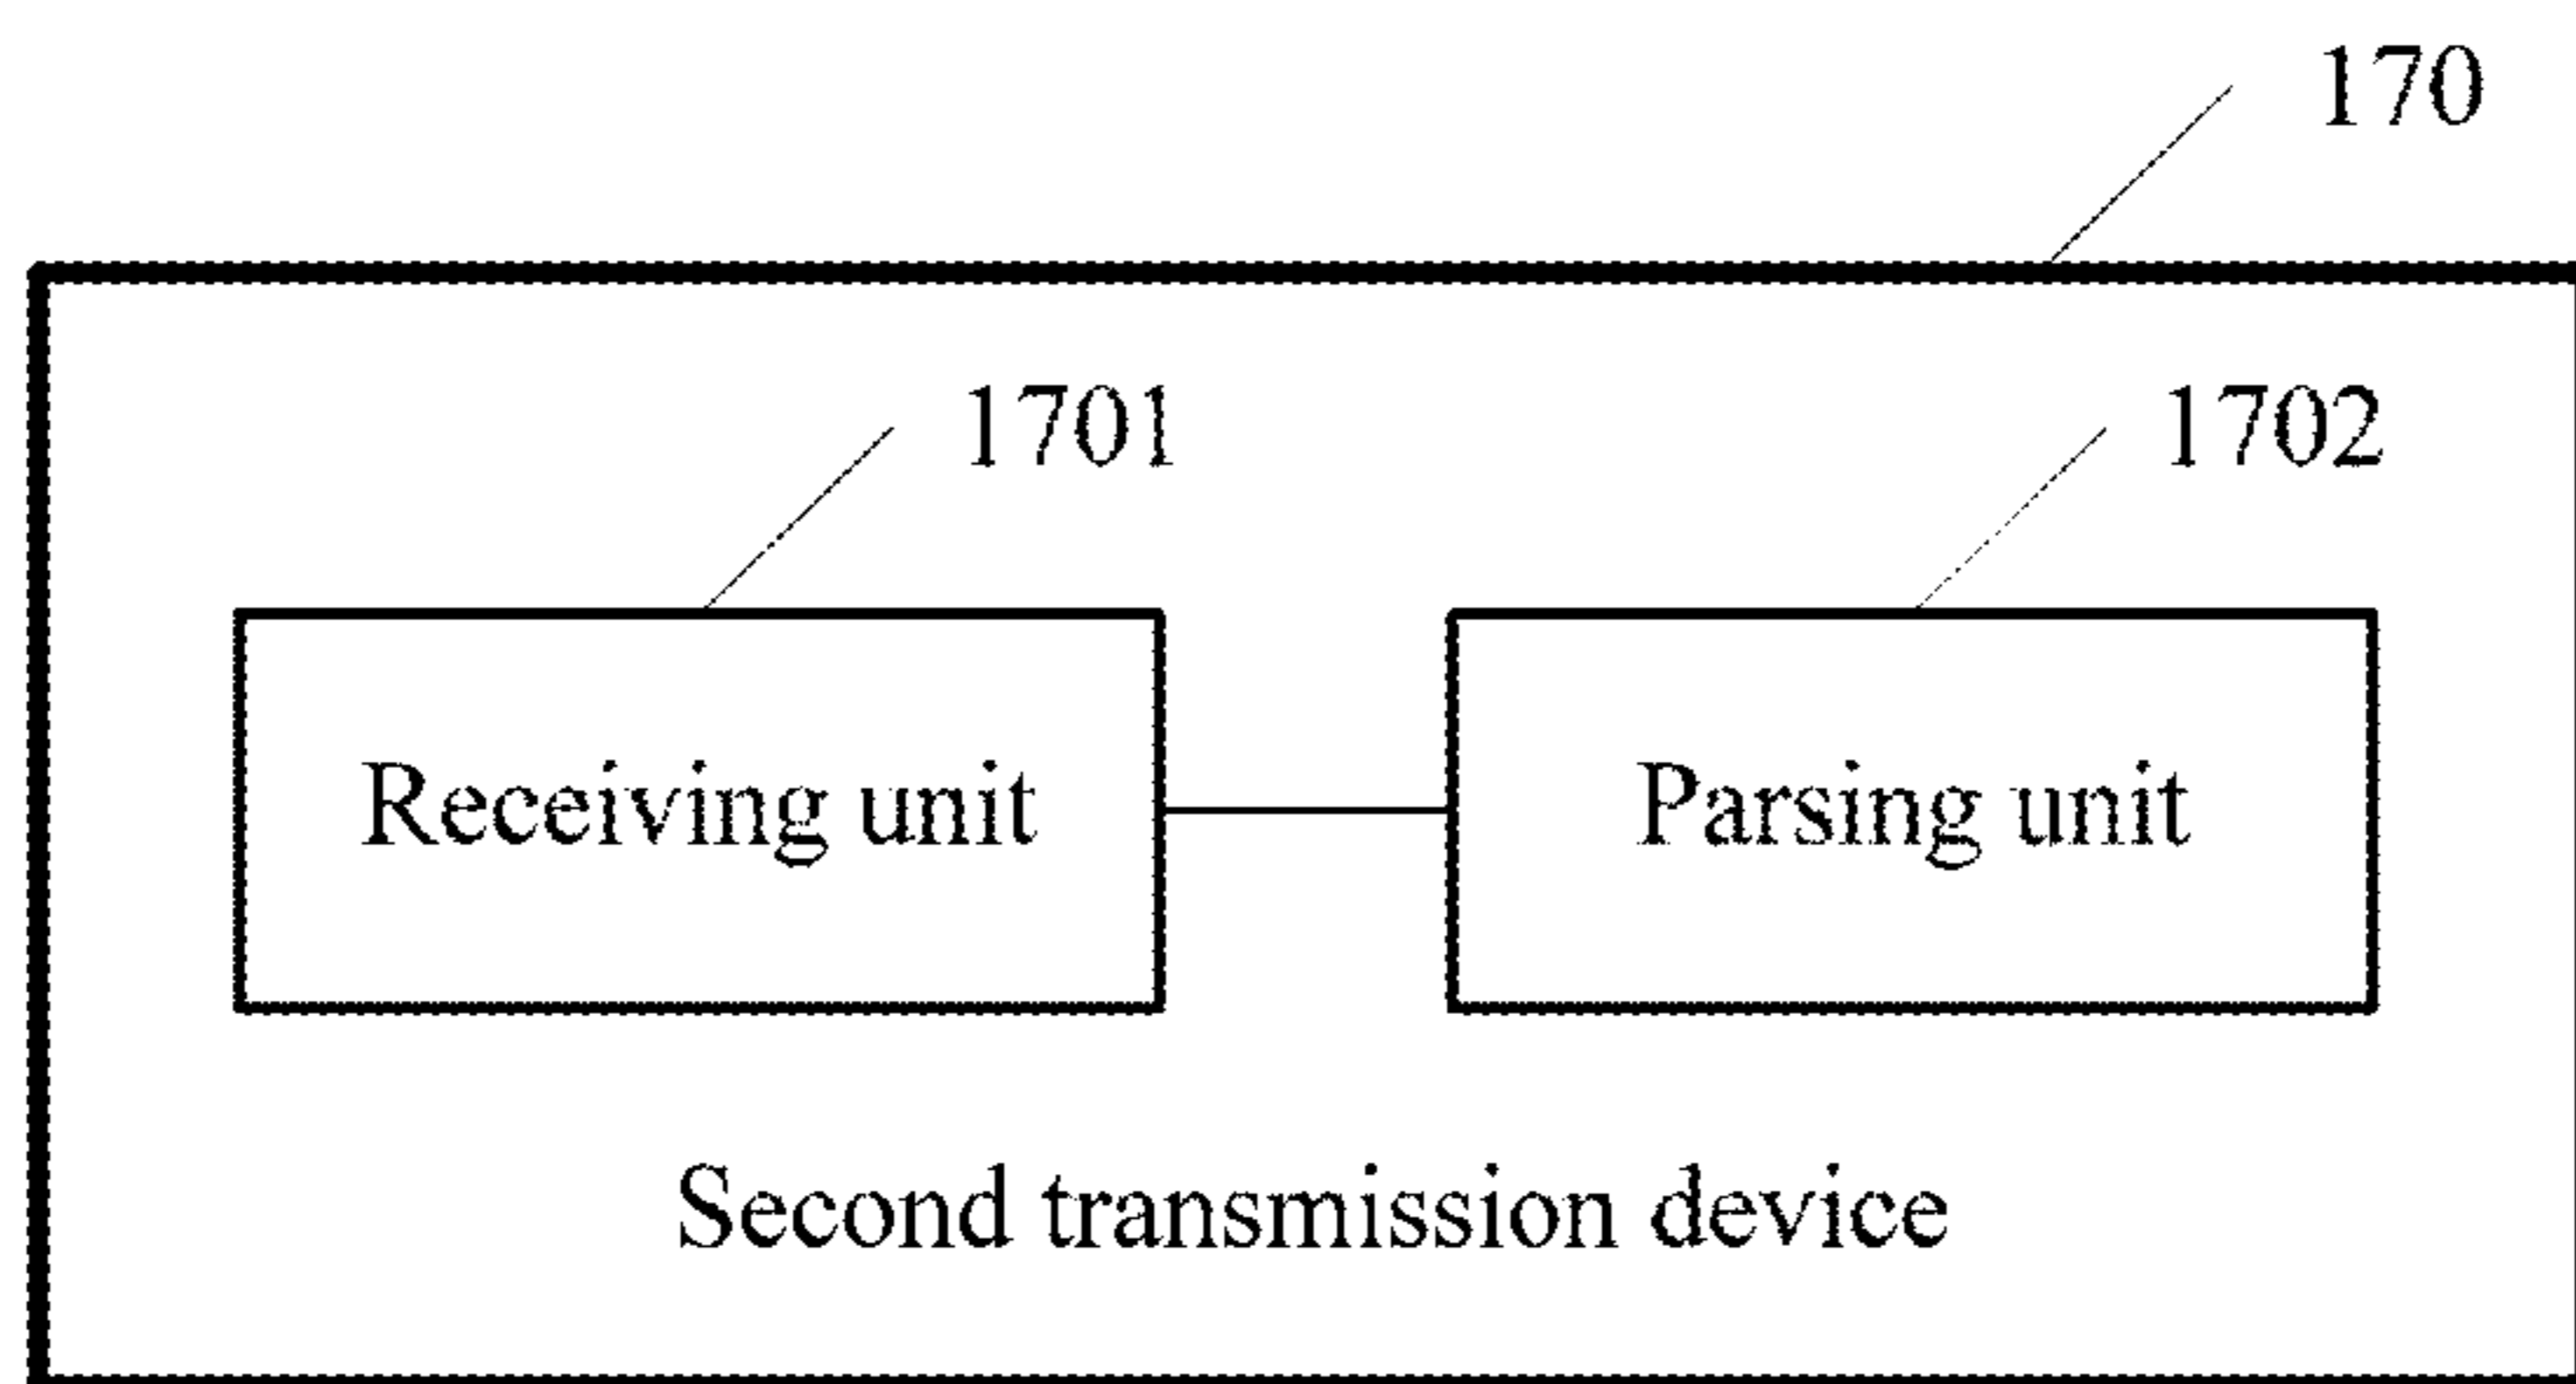 170
1701
1702
Receiving unit
Parsing unit
Second transmission device